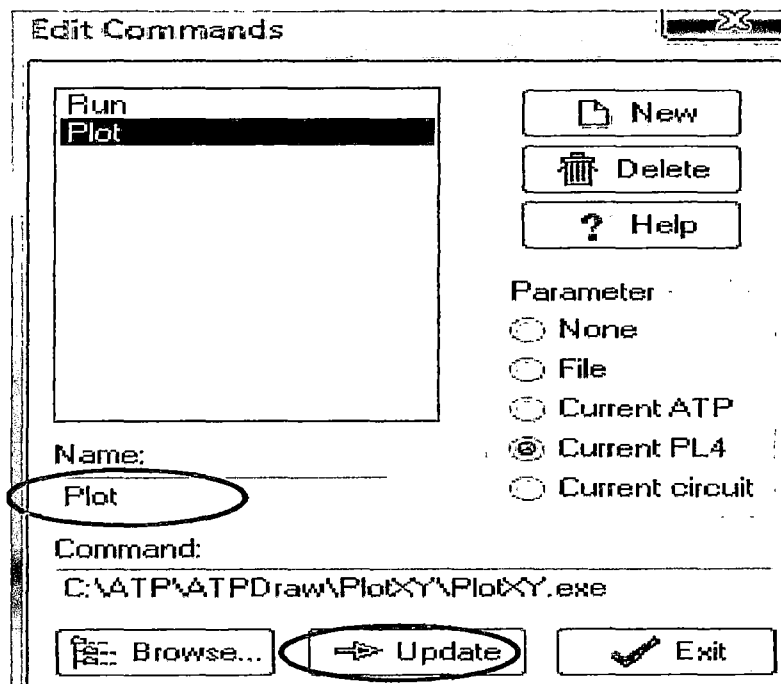 Edit Commands
Run
Plot
New
Delete
? Help
Parameter
None
File
Current ATP
Current PL4
Current circuit
Name:
Plot
Command:
C:\ATP\ATPDraw\PlotXY\PlotXY.exe
Browse...
Update
Exit